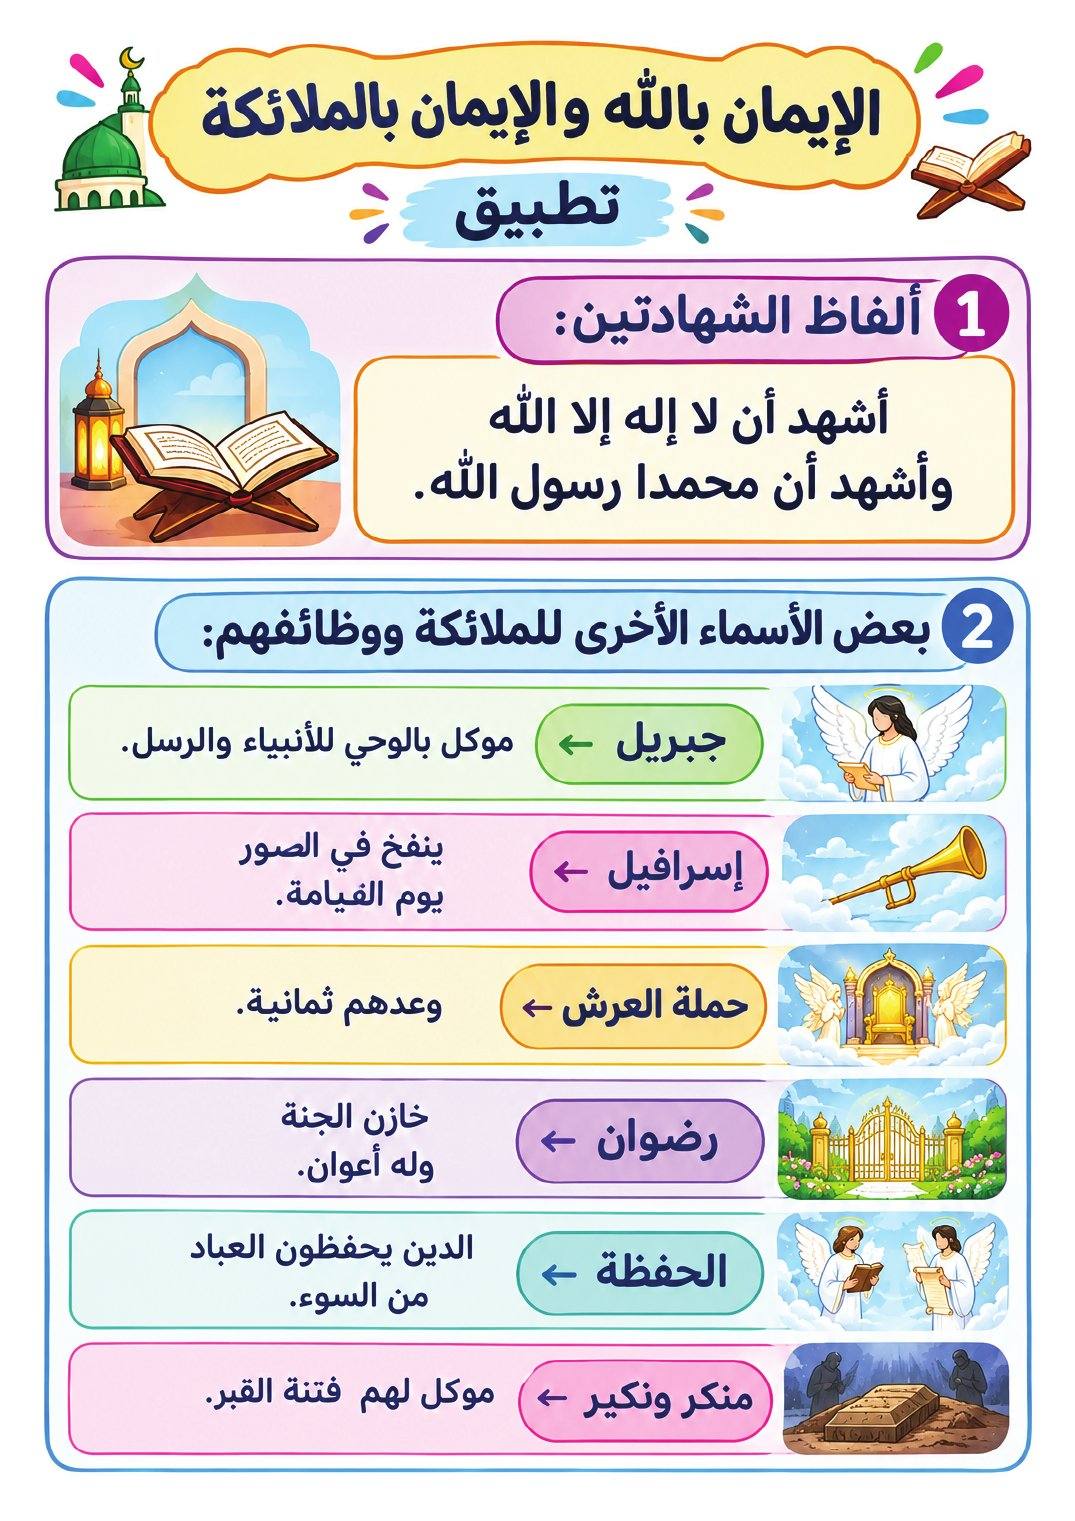 الإيمان بالله والإيمان بالملائكة
تطبيق
1 ألفاظ الشهادتين:
أشهد أن لا إله إلا الله
وأشهد أن محمدا رسول الله.
2 بعض الأسماء الأخرى للملائكة ووظائفهم:
جبريل ← موكل بالوحي للأنبياء والرسل.
إسرافيل ← ينفخ في الصور
يوم القيامة.
حملة العرش ← وعدهم ثمانية.
رضوان ← خازن الجنة
وله أعوان.
الحفظة ← الدين يحفظون العباد
من السوء.
منكر ونكير ← موكل لهم فتنة القبر.